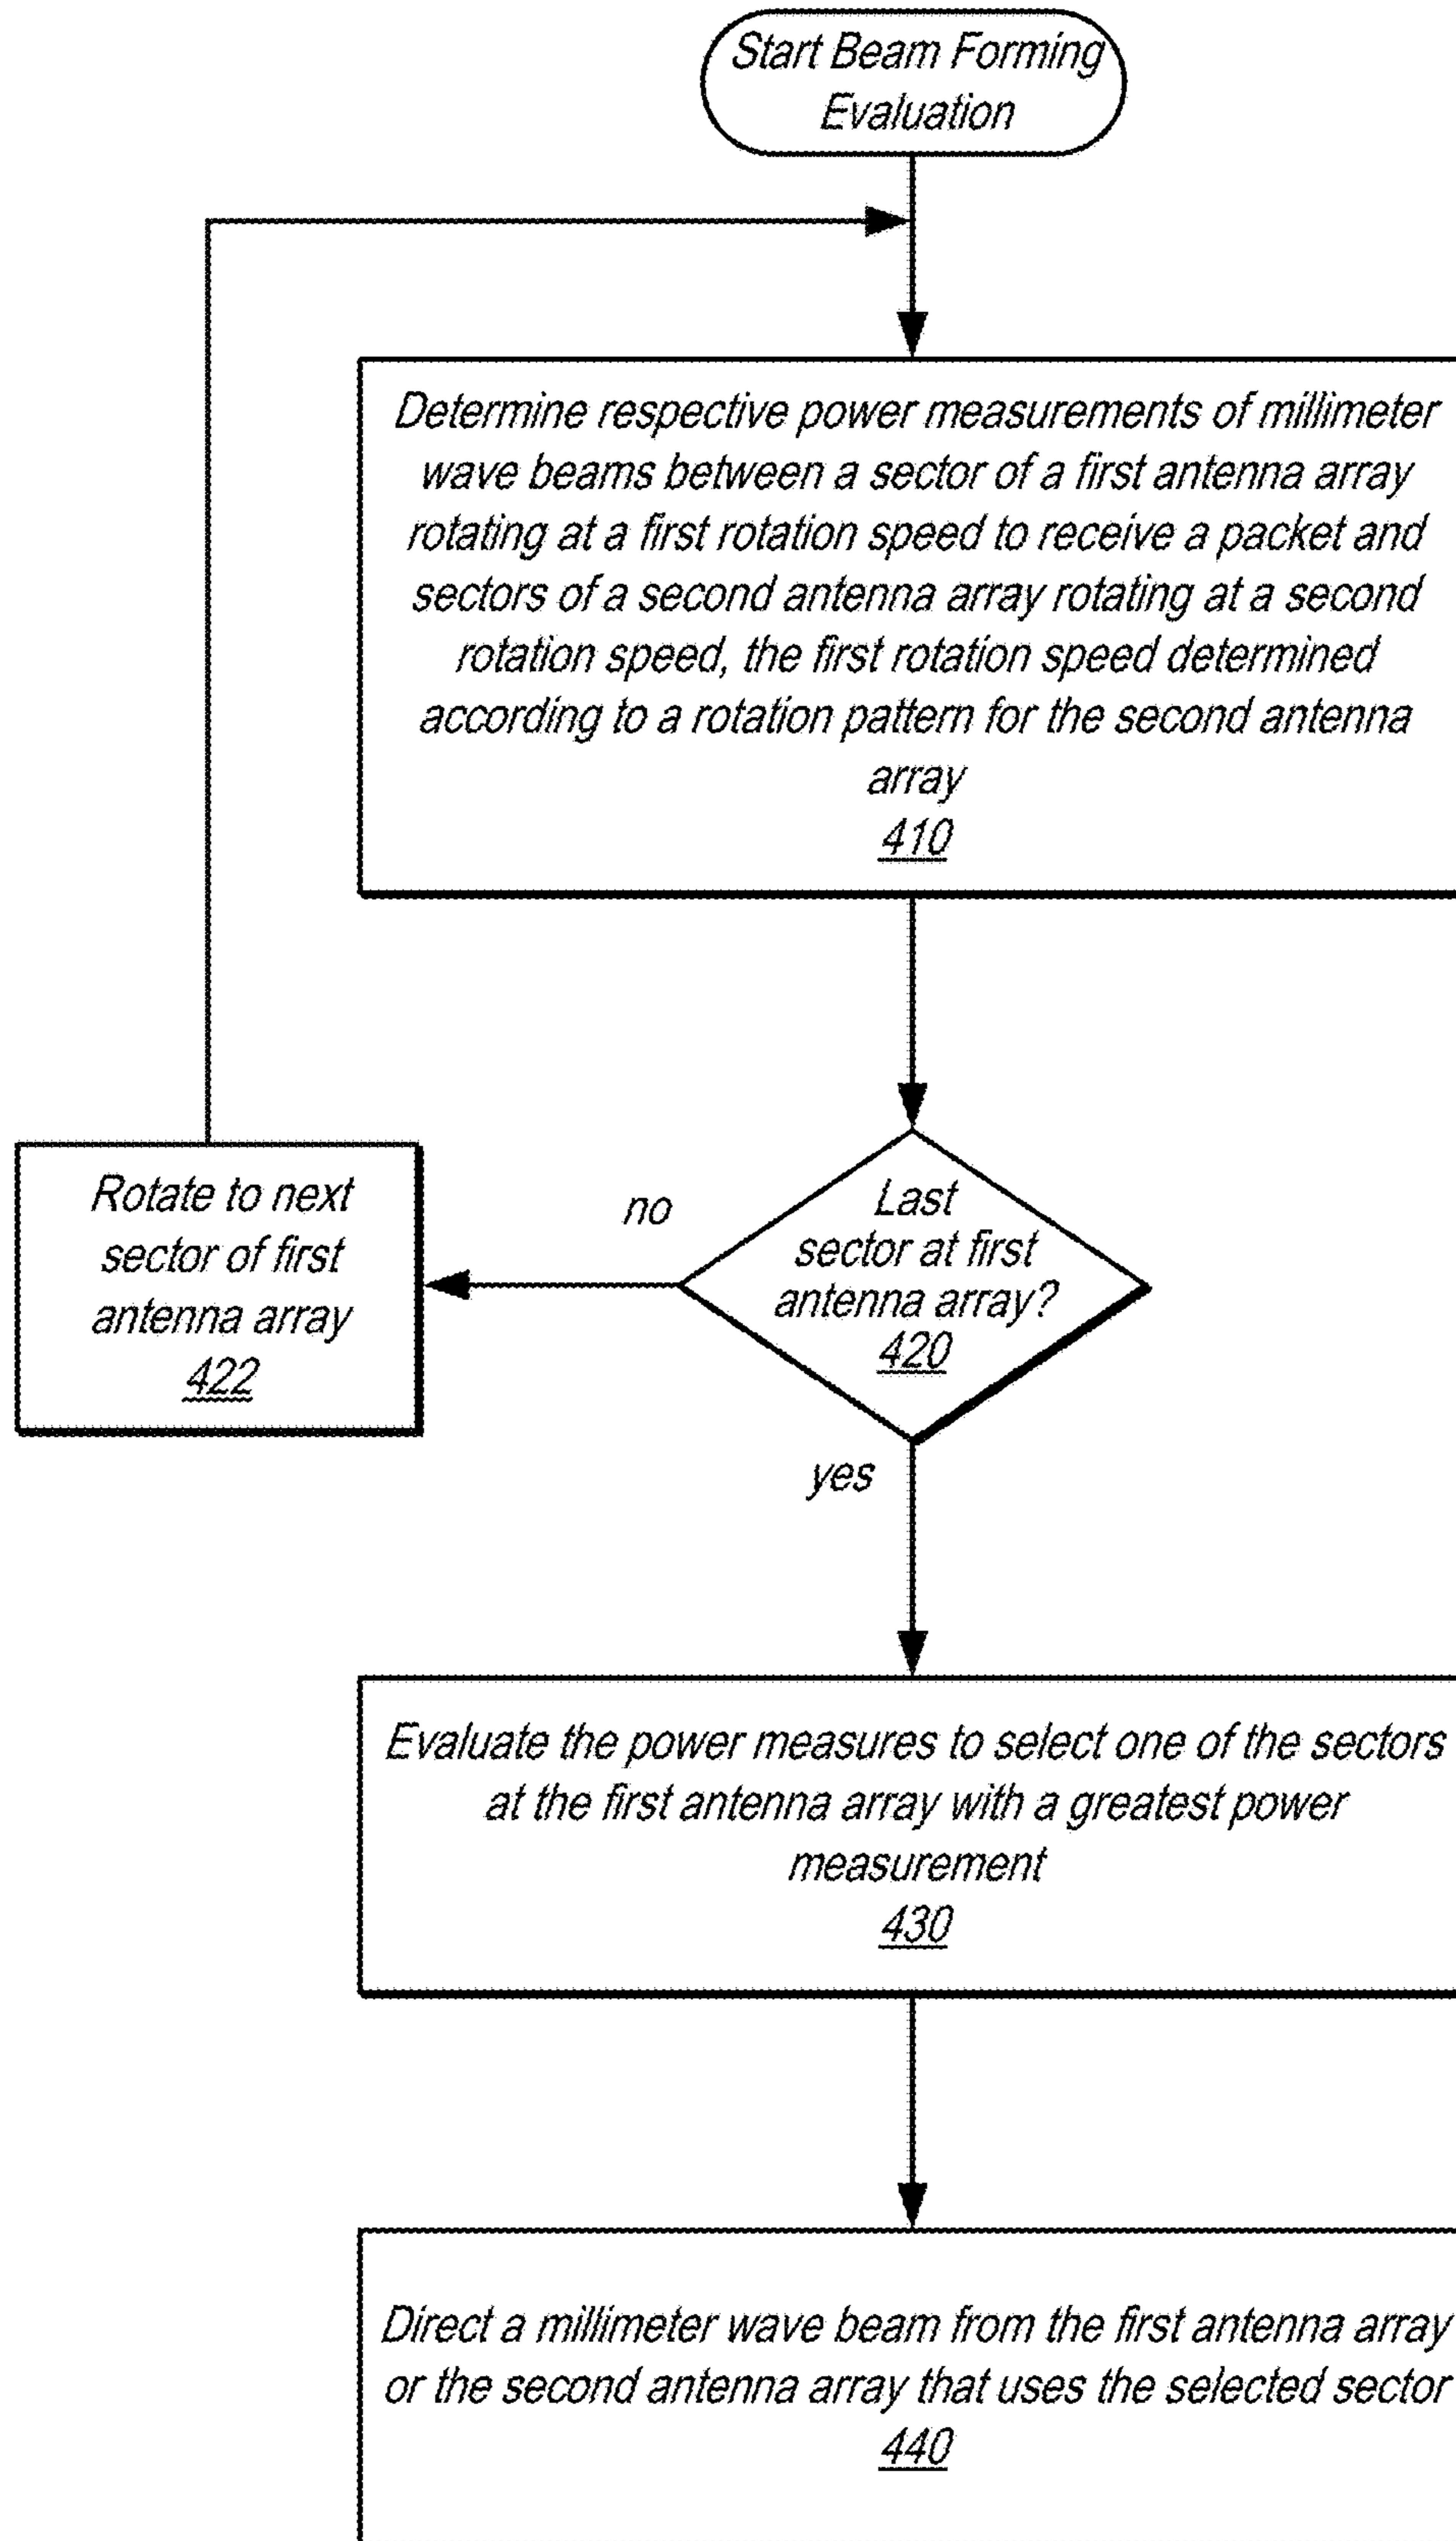 Start Beam Forming
Evaluation
Determine respective power measurements of millimeter
wave beams between a sector of a first antenna array
rotating at a first rotation speed to receive a packet and
sectors of a second antenna array rotating at a second
rotation speed, the first rotation speed determined
according to a rotation pattern for the second antenna
array
410
Last
sector at first
antenna array?
420
no
Rotate to next
sector of first
antenna array
422
yes
Evaluate the power measures to select one of the sectors
at the first antenna array with a greatest power
measurement
430
Direct a millimeter wave beam from the first antenna array
or the second antenna array that uses the selected sector
440